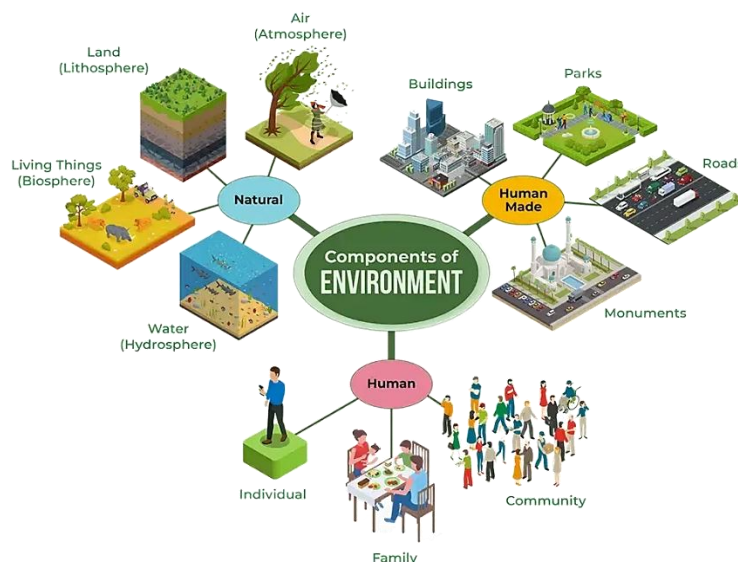 Air
(Atmosphere)
Land
(Lithosphere)
Living Things
(Biosphere)
Natural
Water
(Hydrosphere)
Buildings
Parks
Roads
Human
Made
Monuments
Components of
ENVIRONMENT
Human
Individual
Family
Community